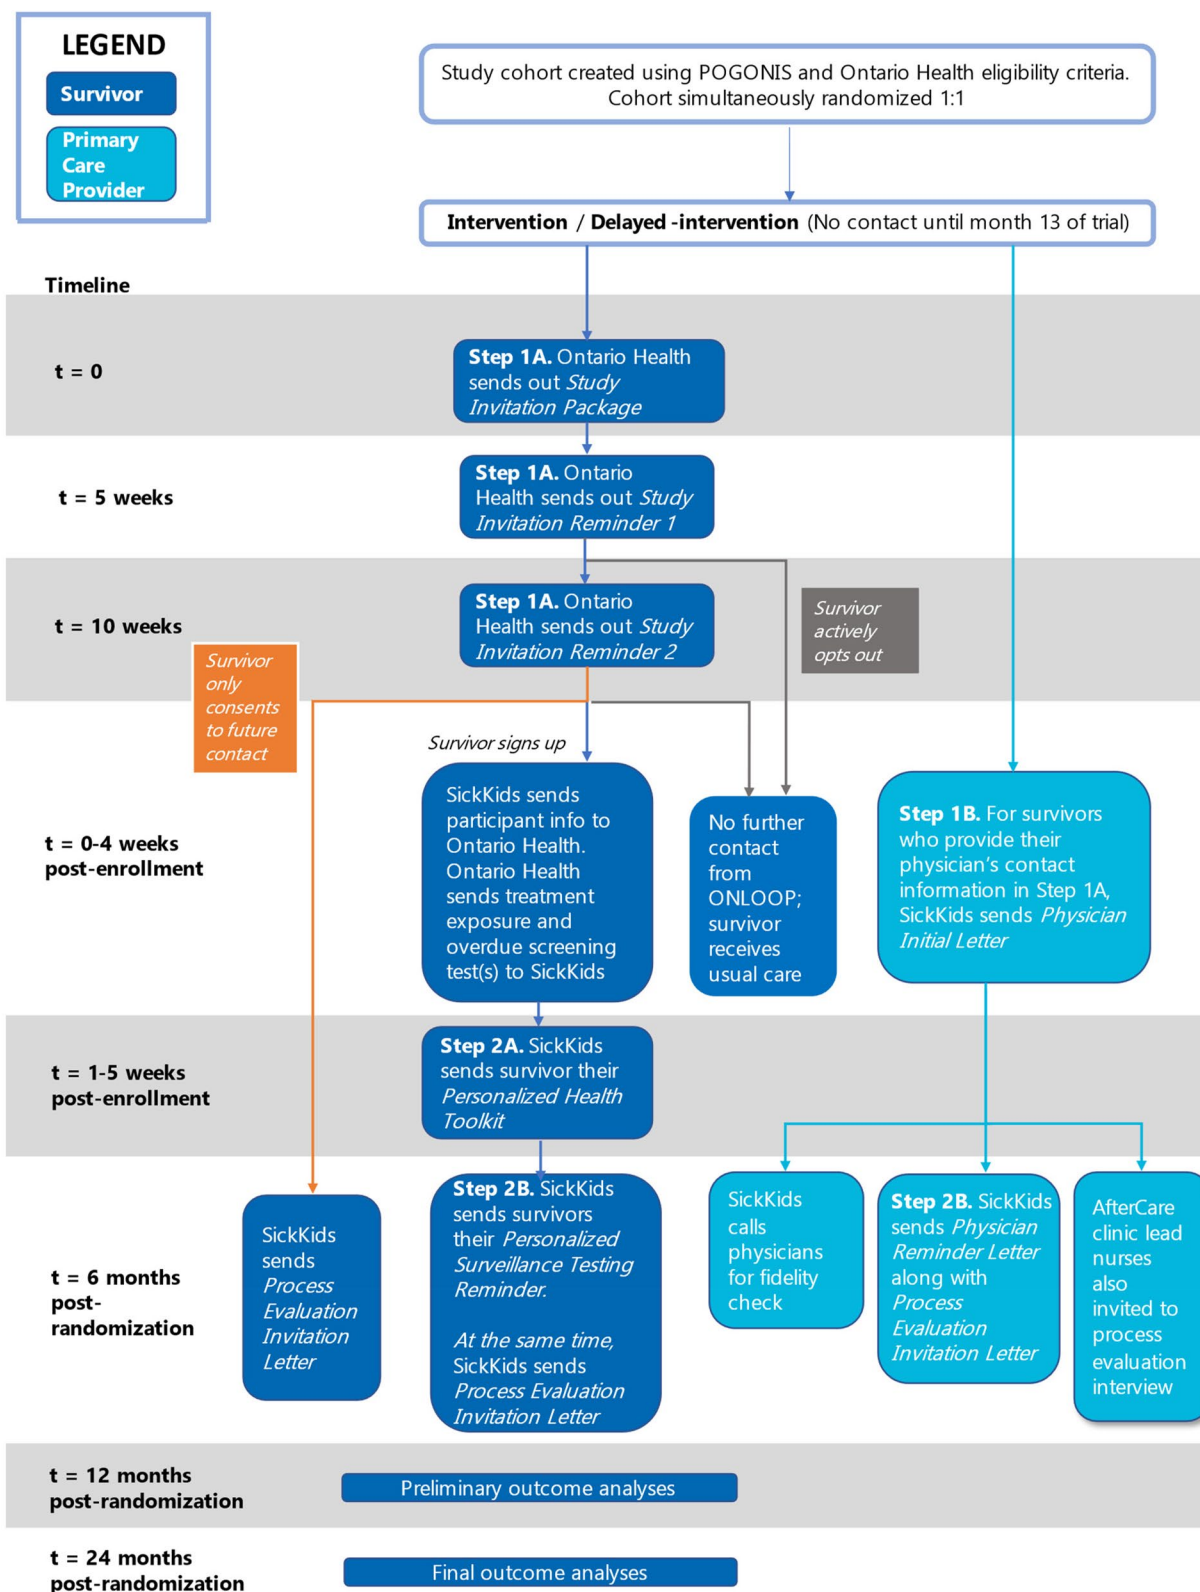 LEGEND
Survivor
Primary
Care
Provider
Study cohort created using POGONIS and Ontario Health eligibility criteria.
Cohort simultaneously randomized 1:1
Intervention / Delayed -intervention (No contact until month 13 of trial)
Timeline
t = 0
Step 1A. Ontario Health
sends out Study
Invitation Package
t = 5 weeks
Step 1A. Ontario
Health sends out Study
Invitation Reminder 1
t = 10 weeks
Step 1A. Ontario
Health sends out Study
Invitation Reminder 2
Survivor
actively
opts out
Survivor
only
consents
to future
contact
Survivor signs up
t = 0-4 weeks
post-enrollment
SickKids sends
participant info to
Ontario Health.
Ontario Health
sends treatment
exposure and
overdue screening
test(s) to SickKids
No further
contact
from
ONLOOP;
survivor
receives
usual care
Step 1B. For survivors
who provide their
physician's contact
information in Step 1A,
SickKids sends Physician
Initial Letter
t = 1-5 weeks
post-enrollment
Step 2A. SickKids
sends survivor their
Personalized Health
Toolkit
t = 6 months
post-
randomization
SickKids
sends
Process
Evaluation
Invitation
Letter
Step 2B. SickKids
sends survivors
their Personalized
Surveillance Testing
Reminder.
At the same time,
SickKids sends
Process Evaluation
Invitation Letter
SickKids
calls
physicians
for fidelity
check
Step 2B. SickKids
sends Physician
Reminder Letter
along with
Process
Evaluation
Invitation Letter
AfterCare
clinic lead
nurses
also
invited to
process
evaluation
interview
t = 12 months
post-randomization
Preliminary outcome analyses
t = 24 months
post-randomization
Final outcome analyses